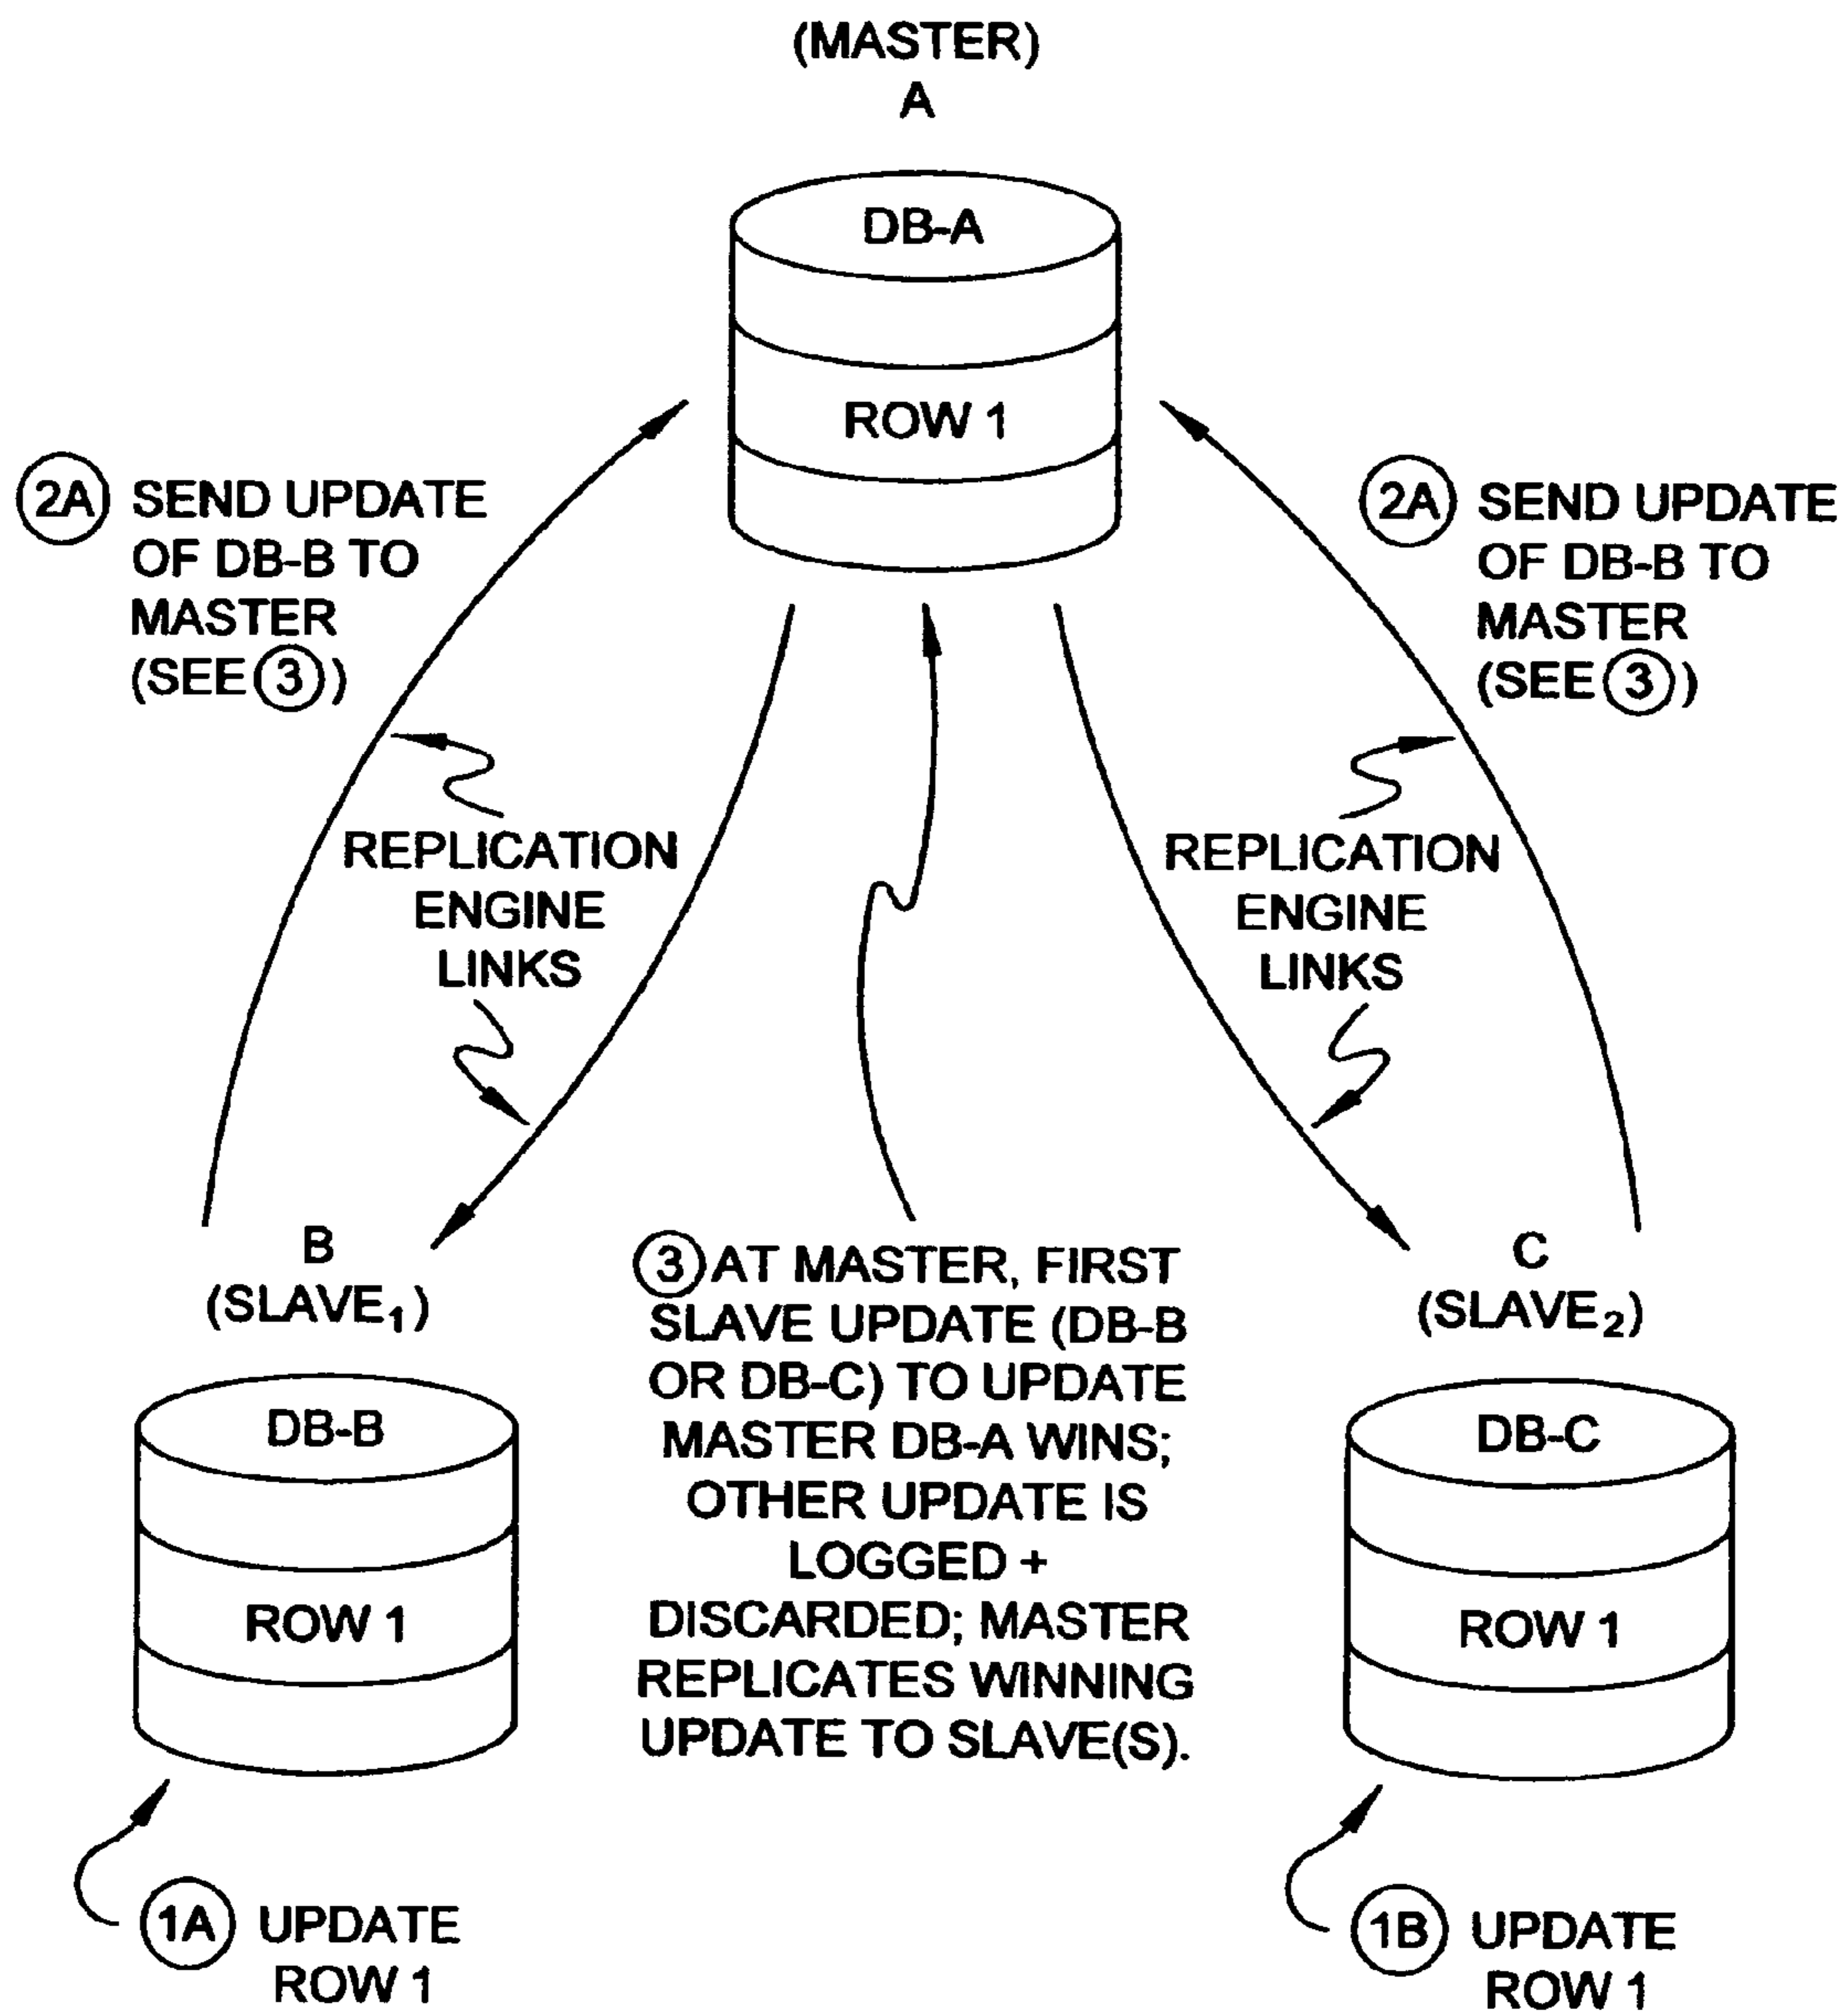 (MASTER)
A
DB-A
ROW 1
2A SEND UPDATE
OF DB-B TO
MASTER
(SEE 3)
2A SEND UPDATE
OF DB-B TO
MASTER
(SEE 3)
REPLICATION
ENGINE
LINKS
REPLICATION
ENGINE
LINKS
B
(SLAVE₁)
DB-B
ROW 1
1A UPDATE
ROW 1
3 AT MASTER, FIRST
SLAVE UPDATE (DB-B
OR DB-C) TO UPDATE
MASTER DB-A WINS;
OTHER UPDATE IS
LOGGED +
DISCARDED; MASTER
REPLICATES WINNING
UPDATE TO SLAVE(S).
C
(SLAVE₂)
DB-C
ROW 1
1B UPDATE
ROW 1